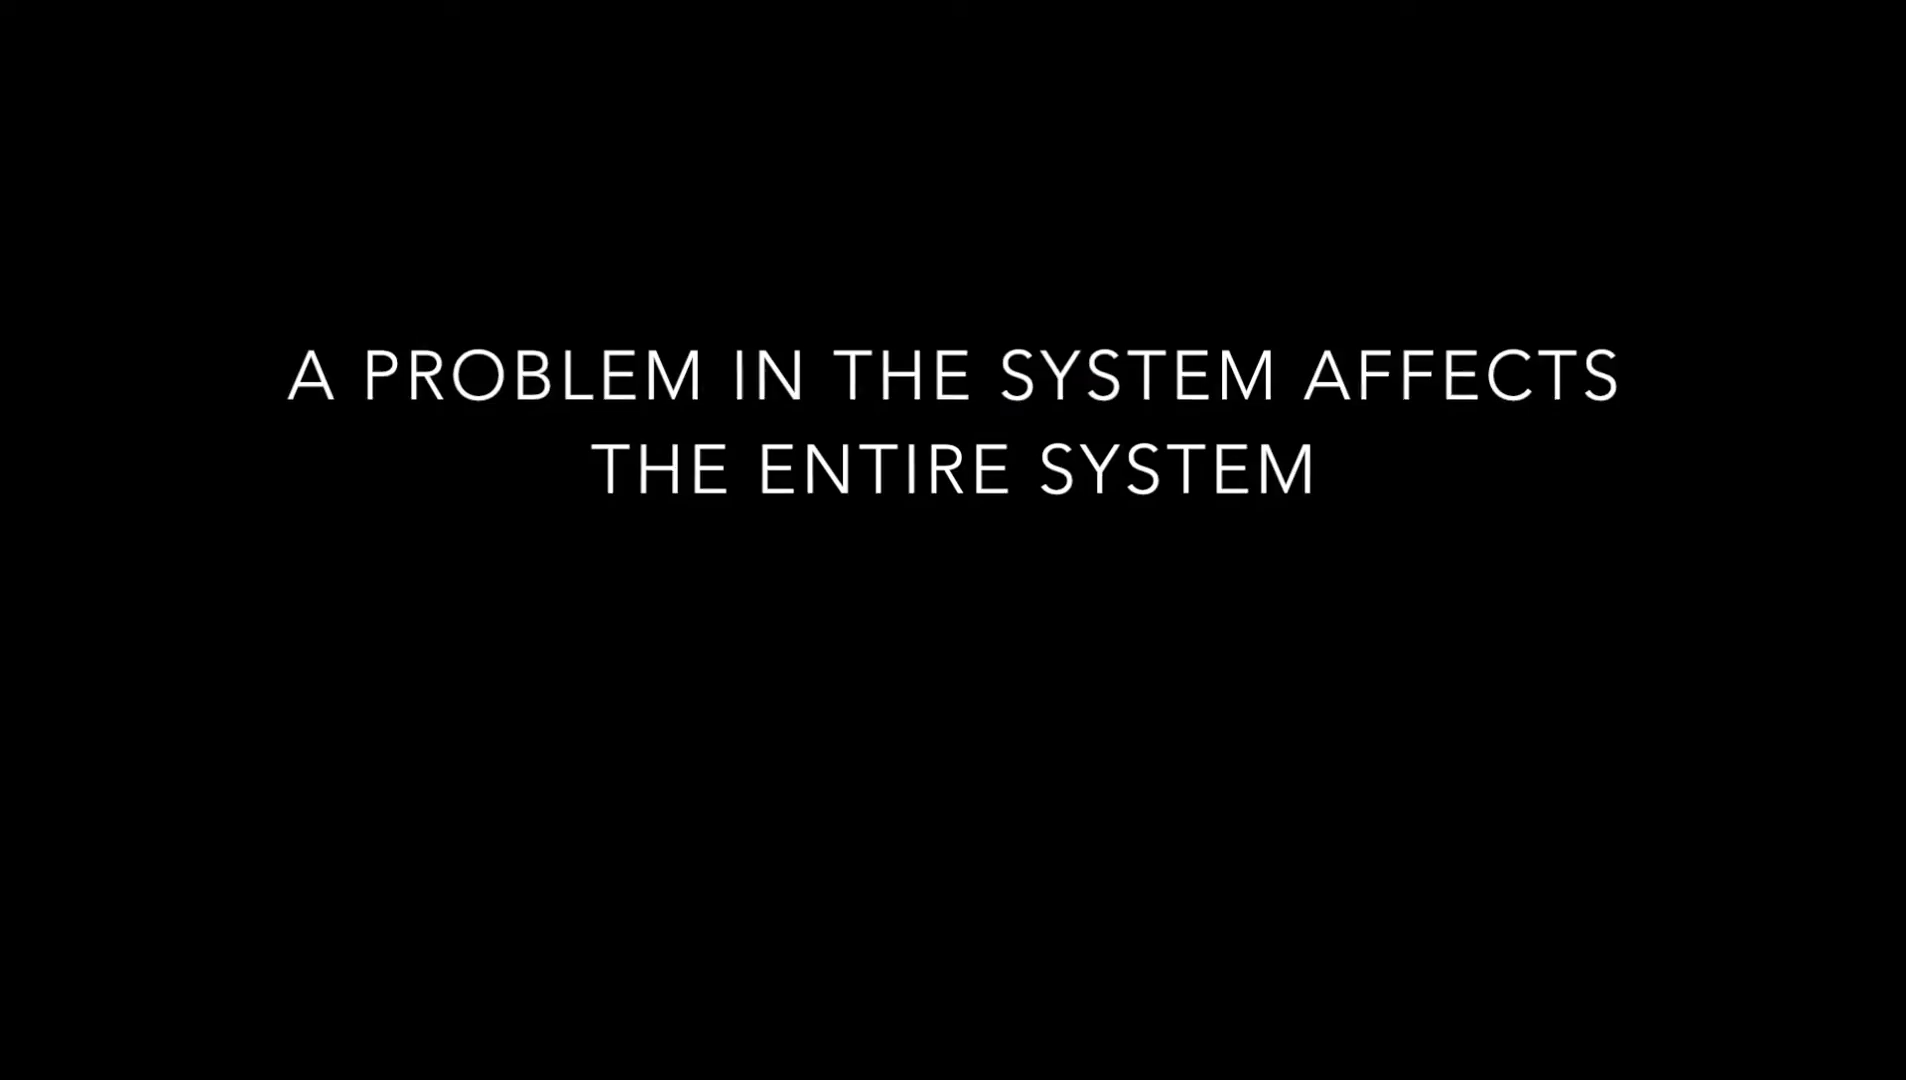 A PROBLEM IN THE SYSTEM AFFECTS
THE ENTIRE SYSTEM